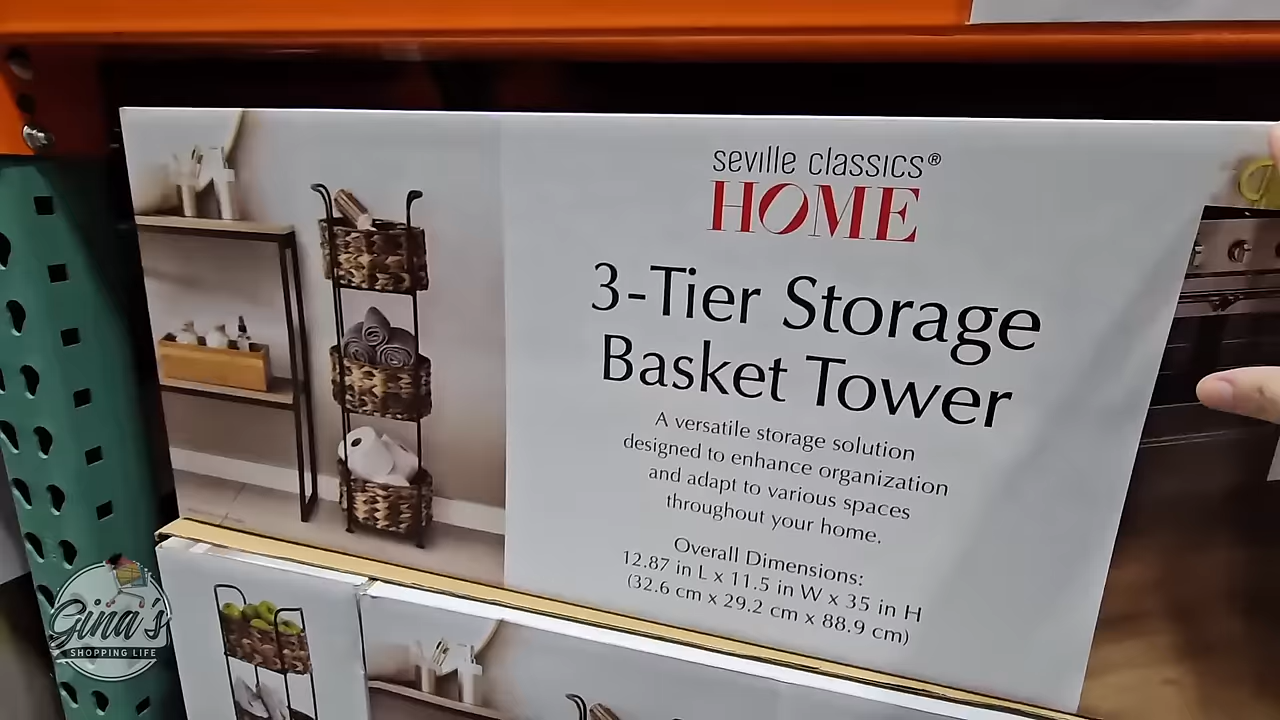 seville classics®
HOME
3-Tier Storage
Basket Tower
A versatile storage solution
designed to enhance organization
and adapt to various spaces
throughout your home.
Overall Dimensions:
12.87 in L x 11.5 in W x 35 in H
(32.6 cm x 29.2 cm x 88.9 cm)
Gina's
SHOPPING LIFE